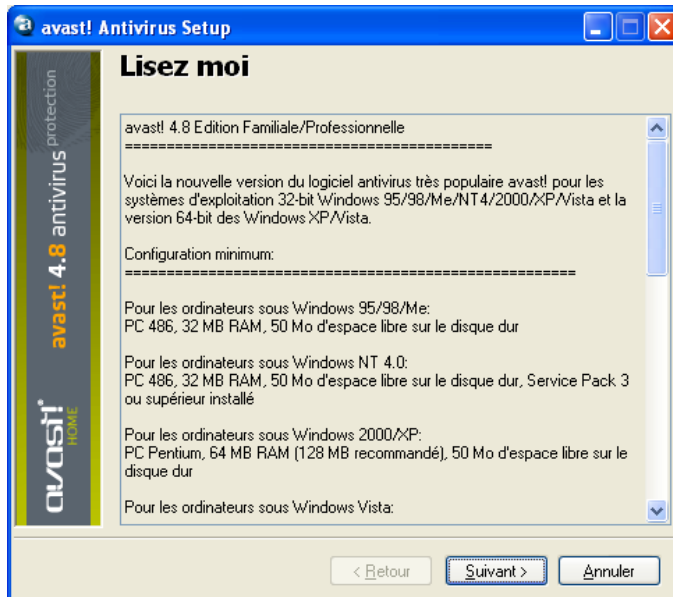 avast! Antivirus Setup
Lisez moi
avast! 4.8 antivirus protection
avast! HOME
avast! 4.8 Edition Familiale/Professionnelle
============================================
Voici la nouvelle version du logiciel antivirus très populaire avast! pour les
systèmes d'exploitation 32-bit Windows 95/98/Me/NT4/2000/XP/Vista et la
version 64-bit des Windows XP/Vista.
Configuration minimum:
======================================================
Pour les ordinateurs sous Windows 95/98/Me:
PC 486, 32 MB RAM, 50 Mo d'espace libre sur le disque dur
Pour les ordinateurs sous Windows NT 4.0:
PC 486, 32 MB RAM, 50 Mo d'espace libre sur le disque dur, Service Pack 3
ou supérieur installé
Pour les ordinateurs sous Windows 2000/XP:
PC Pentium, 64 MB RAM (128 MB recommandé), 50 Mo d'espace libre sur le
disque dur
Pour les ordinateurs sous Windows Vista:
< Retour
Suivant >
Annuler